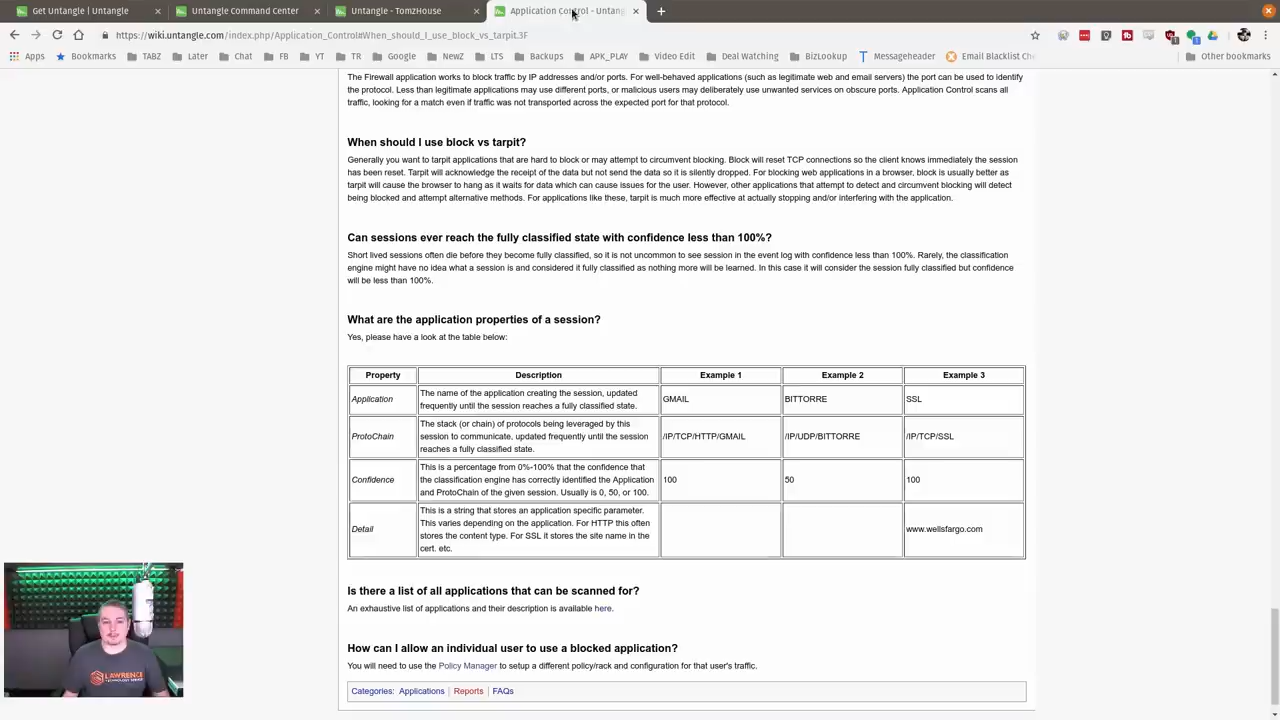 Get Untangle | Untangle
Untangle Command Center
Untangle - TomzHouse
Application Control - Untang
https://wiki.untangle.com/index.php/Application_Control#When_should_I_use_block_vs_tarpit.3F
Apps Bookmarks TABZ Later Chat FB YT TR Google NewZ LTS Backups APK_PLAY Video Edit Deal Watching BizLookup Messageheader Email Blacklist Che Other bookmarks
The Firewall application works to block traffic by IP addresses and/or ports. For well-behaved applications (such as legitimate web and email servers) the port can be used to identify
the protocol. Less than legitimate applications may use different ports, or malicious users may deliberately use unwanted services on obscure ports. Application Control scans all
traffic, looking for a match even if traffic was not transported across the expected port for that protocol.
When should I use block vs tarpit?
Generally you want to tarpit applications that are hard to block or may attempt to circumvent blocking. Block will reset TCP connections so the client knows immediately the session
has been reset. Tarpit will acknowledge the receipt of the data but not send the data so it is silently dropped. For blocking web applications in a browser, block is usually better as
tarpit will cause the browser to hang as it waits for data which can cause issues for the user. However, other applications that attempt to detect and circumvent blocking will detect
being blocked and attempt alternative methods. For applications like these, tarpit is much more effective at actually stopping and/or interfering with the application.
Can sessions ever reach the fully classified state with confidence less than 100%?
Short lived sessions often die before they become fully classified, so it is not uncommon to see session in the event log with confidence less than 100%. Rarely, the classification
engine might have no idea what a session is and considered it fully classified as nothing more will be learned. In this case it will consider the session fully classified but confidence
will be less than 100%.
What are the application properties of a session?
Yes, please have a look at the table below:
Property Description Example 1 Example 2 Example 3
Application
The name of the application creating the session, updated
frequently until the session reaches a fully classified state.
GMAIL BITTORRE SSL
ProtoChain
The stack (or chain) of protocols being leveraged by this
session to communicate, updated frequently until the session
reaches a fully classified state.
/IP/TCP/HTTP/GMAIL /IP/UDP/BITTORRE /IP/TCP/SSL
Confidence
This is a percentage from 0%-100% that the confidence that
the classification engine has correctly identified the Application
and ProtoChain of the given session. Usually is 0, 50, or 100.
100 50 100
Detail
This is a string that stores an application specific parameter.
This varies depending on the application. For HTTP this often
stores the content type. For SSL it stores the site name in the
cert. etc.
www.wellsfargo.com
Is there a list of all applications that can be scanned for?
An exhaustive list of applications and their description is available here.
How can I allow an individual user to use a blocked application?
You will need to use the Policy Manager to setup a different policy/rack and configuration for that user's traffic.
Categories: Applications | Reports | FAQs
LAWRENCE